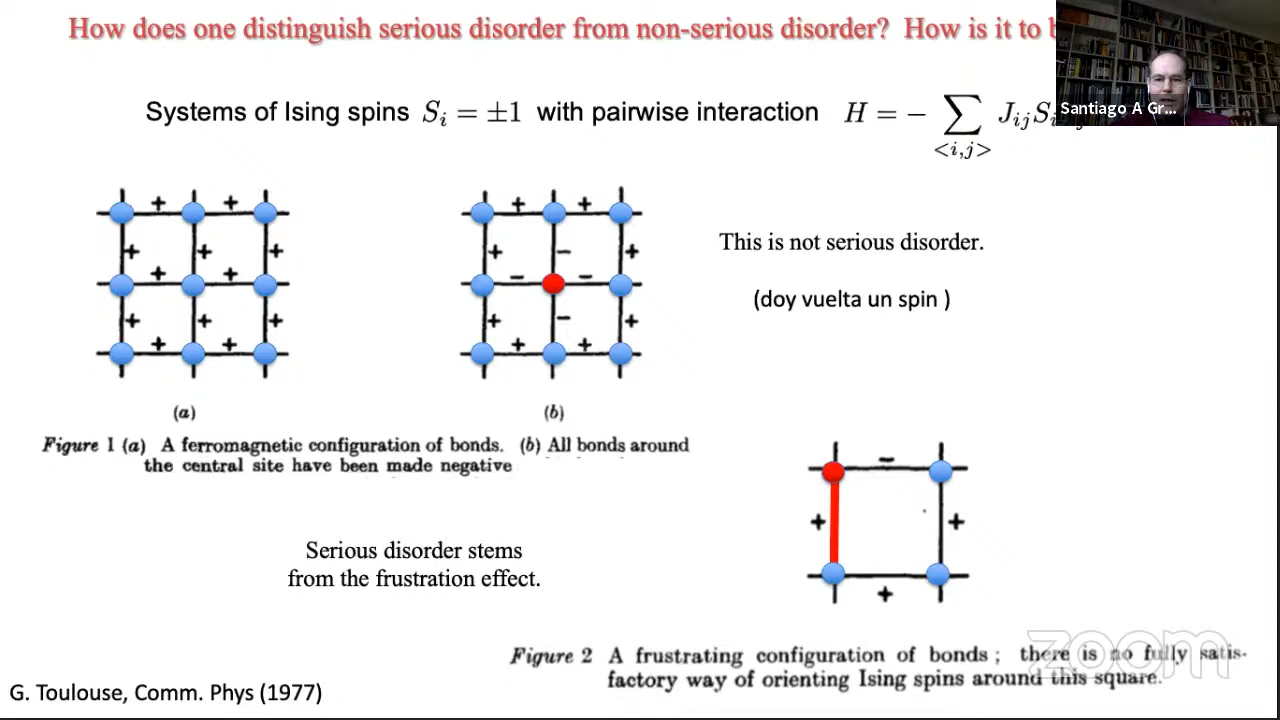 How does one distinguish serious disorder from non-serious disorder? How is it to
Santiago A Gr...
Systems of Ising spins S_i = ±1 with pairwise interaction H = − ∑_{<i,j>} J_{ij} S_i
+ + + +
+ + + + − +
This is not serious disorder.
+ + − −
(doy vuelta un spin )
+ + + + − +
+ + + +
(a) (b)
Figure 1 (a) A ferromagnetic configuration of bonds. (b) All bonds around
the central site have been made negative
−
+ +
Serious disorder stems
from the frustration effect.
+
zoom
Figure 2 A frustrating configuration of bonds ; there is no fully satis-
factory way of orienting Ising spins around this square.
G. Toulouse, Comm. Phys (1977)